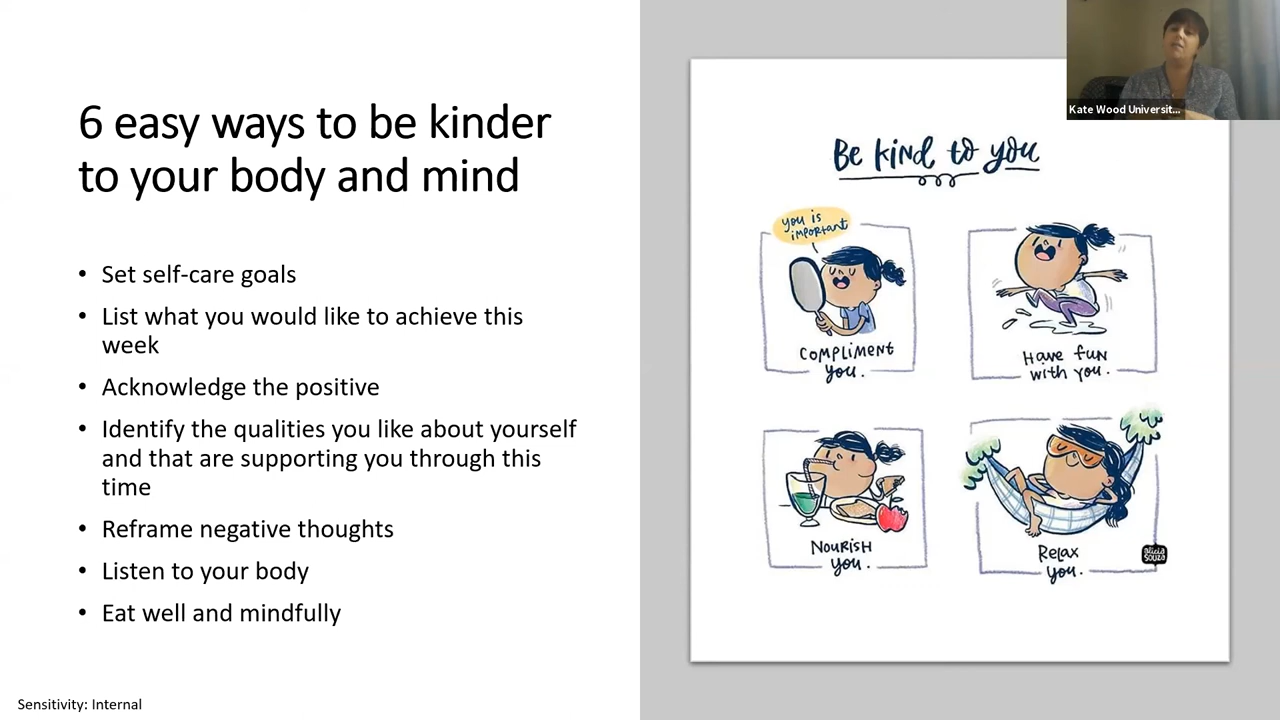 6 easy ways to be kinder
to your body and mind
• Set self-care goals
• List what you would like to achieve this
week
• Acknowledge the positive
• Identify the qualities you like about yourself
and that are supporting you through this
time
• Reframe negative thoughts
• Listen to your body
• Eat well and mindfully
Sensitivity: Internal
Kate Wood Universit...
Be kind to you
you is
important
Compliment
you.
Have fun
with you.
Nourish
you.
Relax
you.
alicia
souza